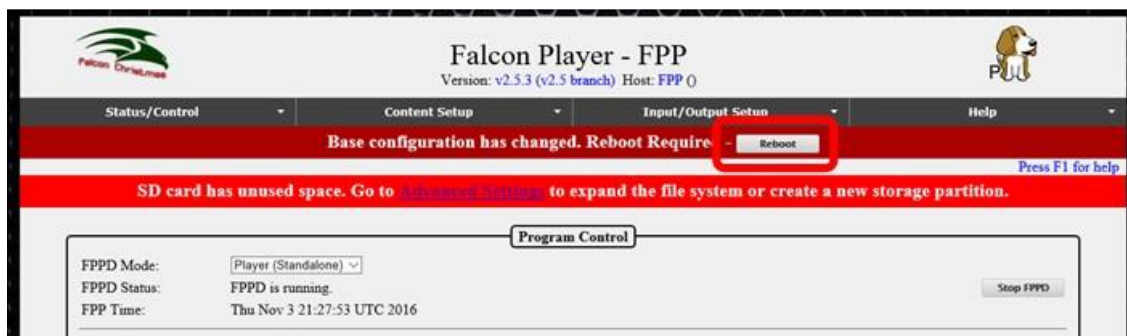 Falcon Christmas
Falcon Player - FPP
Version: v2.5.3 (v2.5 branch) Host: FPP ()
Status/Control Content Setup Input/Output Setup Help
Base configuration has changed. Reboot Require - Reboot
Press F1 for help
SD card has unused space. Go to Advanced Settings to expand the file system or create a new storage partition.
Program Control
FPPD Mode: Player (Standalone)
FPPD Status: FPPD is running. Stop FPPD
FPP Time: Thu Nov 3 21:27:53 UTC 2016